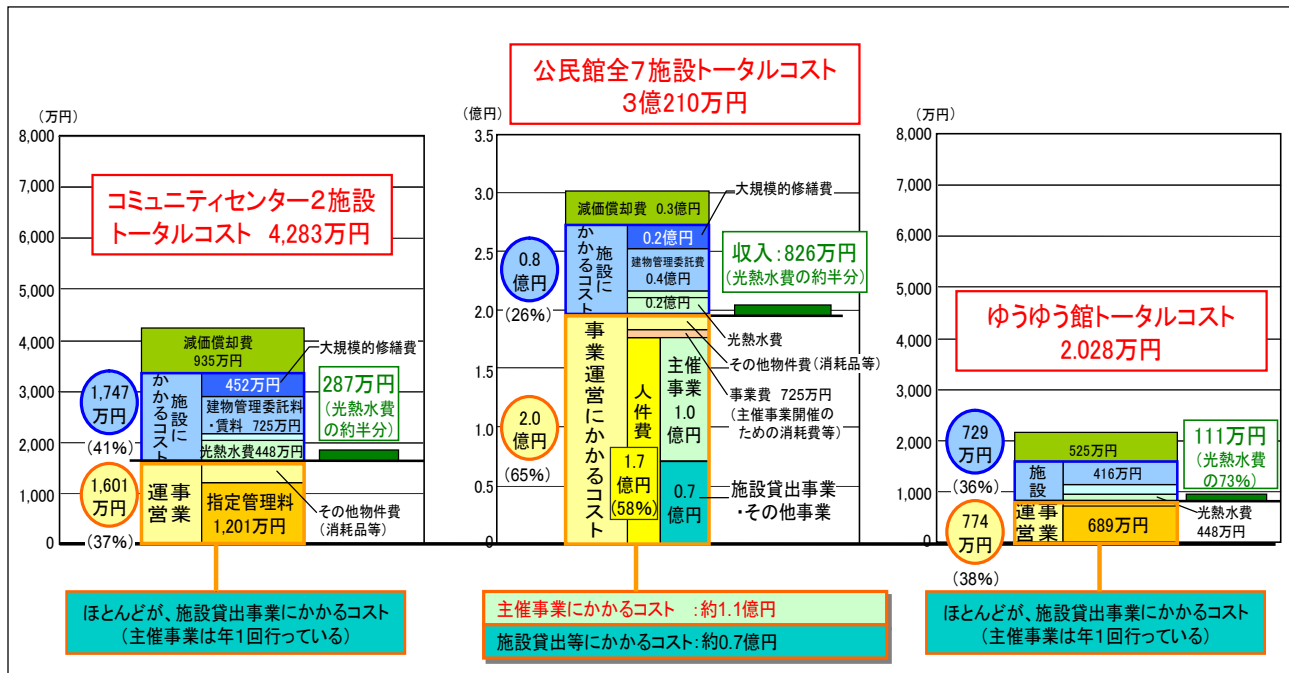 (万円)
8,000
7,000
6,000
5,000
4,000
3,000
2,000
1,000
0
コミュニティセンター２施設
トータルコスト 4,283万円
減価償却費
935万円
大規模的修繕費
施設に
かかるコスト
452万円
建物管理委託料
・賃料 725万円
光熱水費448万円
1,747
万円
(41%)
287万円
(光熱水費
の約半分)
1,601
万円
(37%)
事業
運営
指定管理料
1,201万円
その他物件費
(消耗品等)
ほとんどが、施設貸出事業にかかるコスト
(主催事業は年1回行っている)
公民館全７施設トータルコスト
３億210万円
(億円)
3.5
3.0
2.5
2.0
1.5
1.0
0.5
0
減価償却費 0.3億円
大規模的修繕費
施設に
かかるコスト
0.2億円
建物管理委託費
0.4億円
0.2億円
0.8
億円
(26%)
収入:826万円
(光熱水費の約半分)
光熱水費
その他物件費(消耗品等)
事業費 725万円
(主催事業開催の
ための消耗費等)
2.0
億円
(65%)
事業運営にかかるコスト
人件費
1.7
億円
(58%)
主催
事業
1.0
億円
0.7
億円
施設貸出事業
・その他事業
主催事業にかかるコスト :約1.1億円
施設貸出等にかかるコスト:約0.7億円
(万円)
8,000
7,000
6,000
5,000
4,000
3,000
2,000
1,000
0
ゆうゆう館トータルコスト
2.028万円
525万円
施設
416万円
729
万円
(36%)
111万円
(光熱水費
の73%)
光熱水費
448万円
774
万円
(38%)
事業
運営
689万円
ほとんどが、施設貸出事業にかかるコスト
(主催事業は年1回行っている)